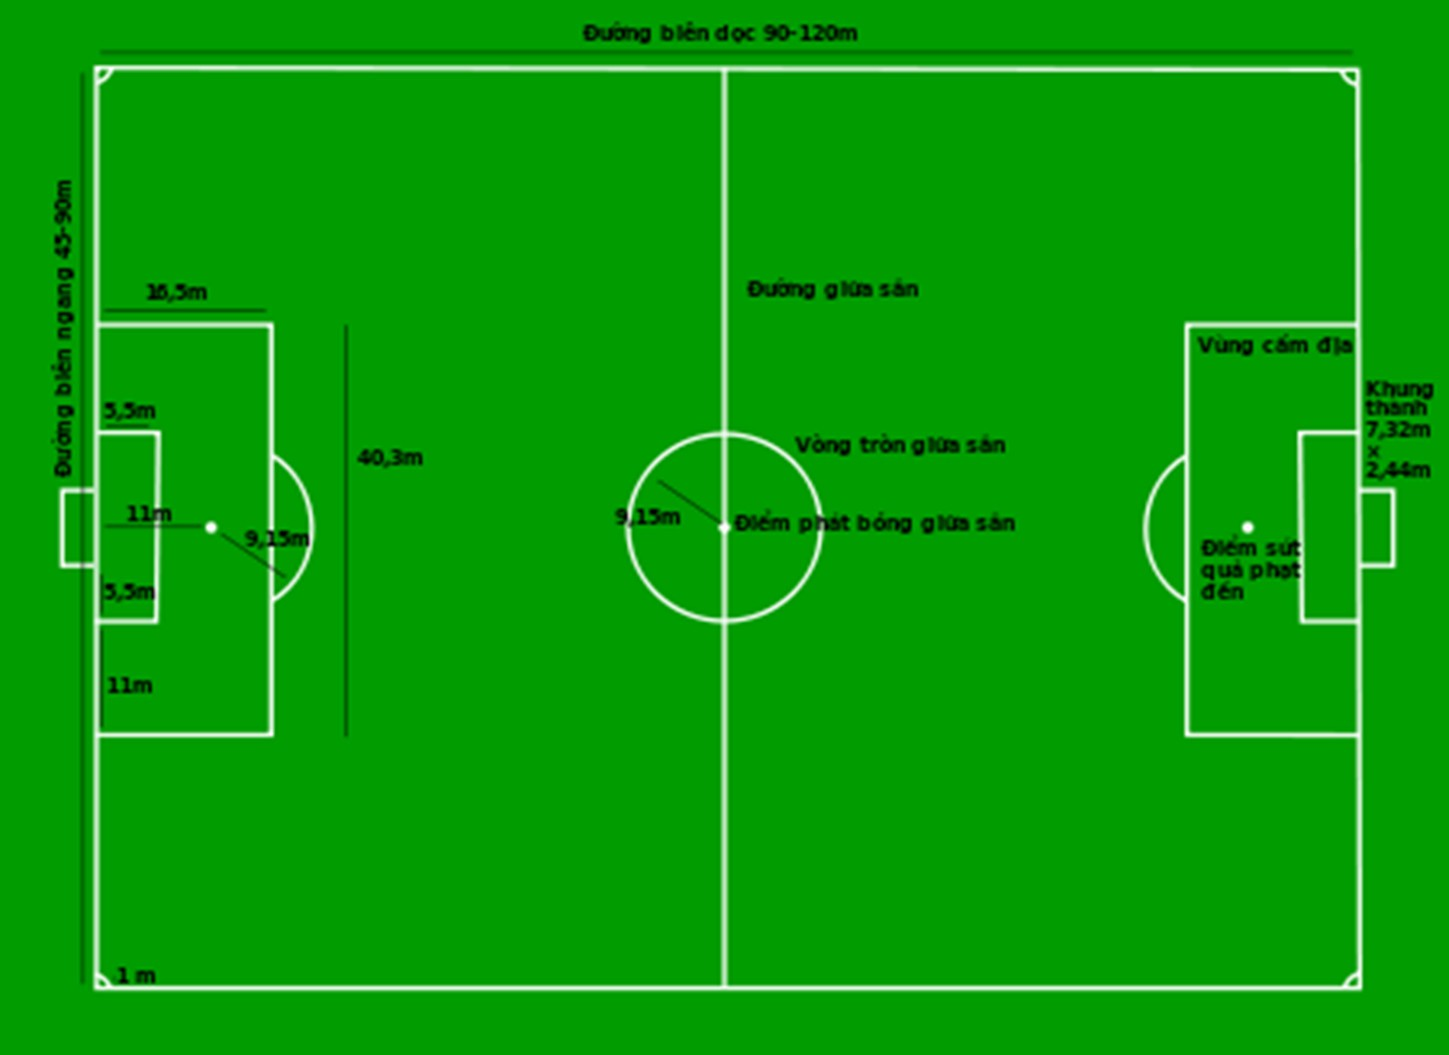 Đường biên dọc 90-120m
Đường biên ngang 45-90m
16,5m
Đường giữa sân
Vùng cấm địa
Khung
thành
7,32m
x
2,44m
5,5m
40,3m
Vòng tròn giữa sân
11m
9,15m
9,15m
Điểm phát bóng giữa sân
Điểm sút
quả phạt
đền
5,5m
11m
1 m